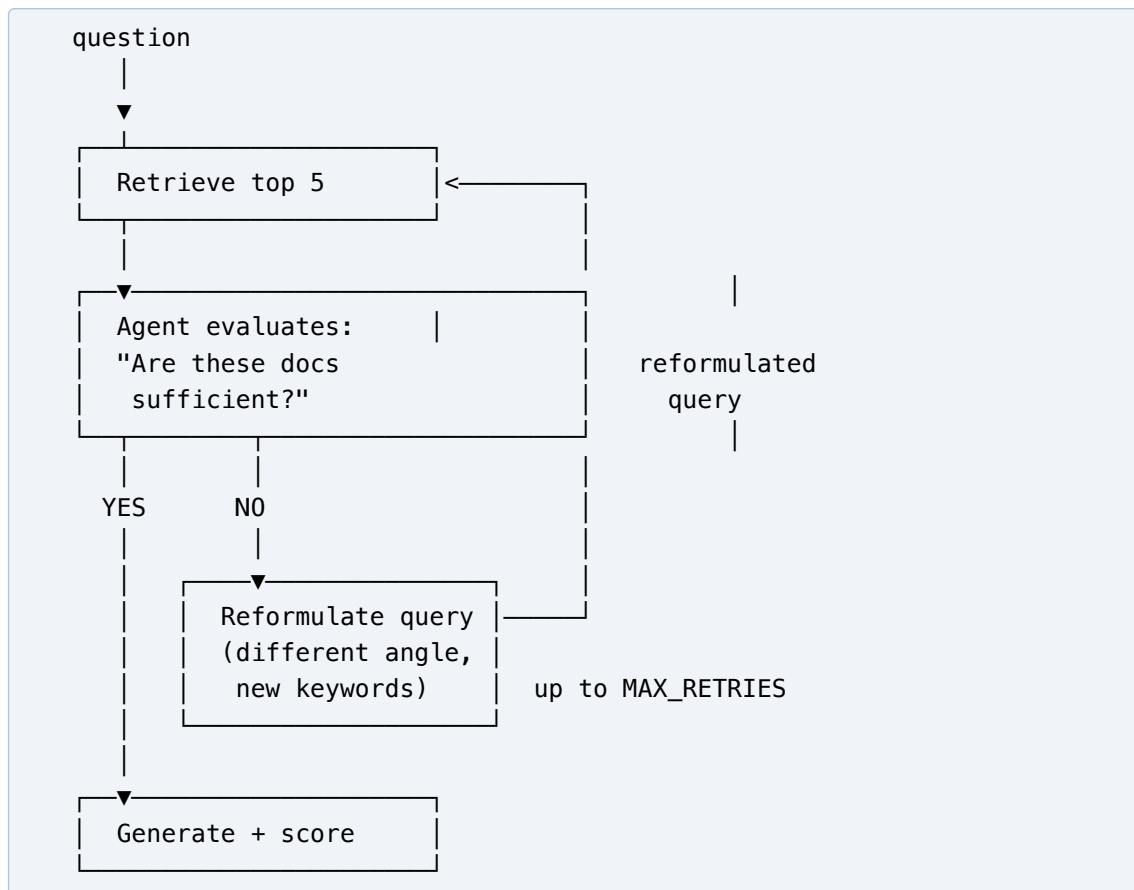 question
Retrieve top 5
Agent evaluates:
"Are these docs
sufficient?"
reformulated
query
YES NO
Reformulate query
(different angle,
new keywords)
up to MAX_RETRIES
Generate + score